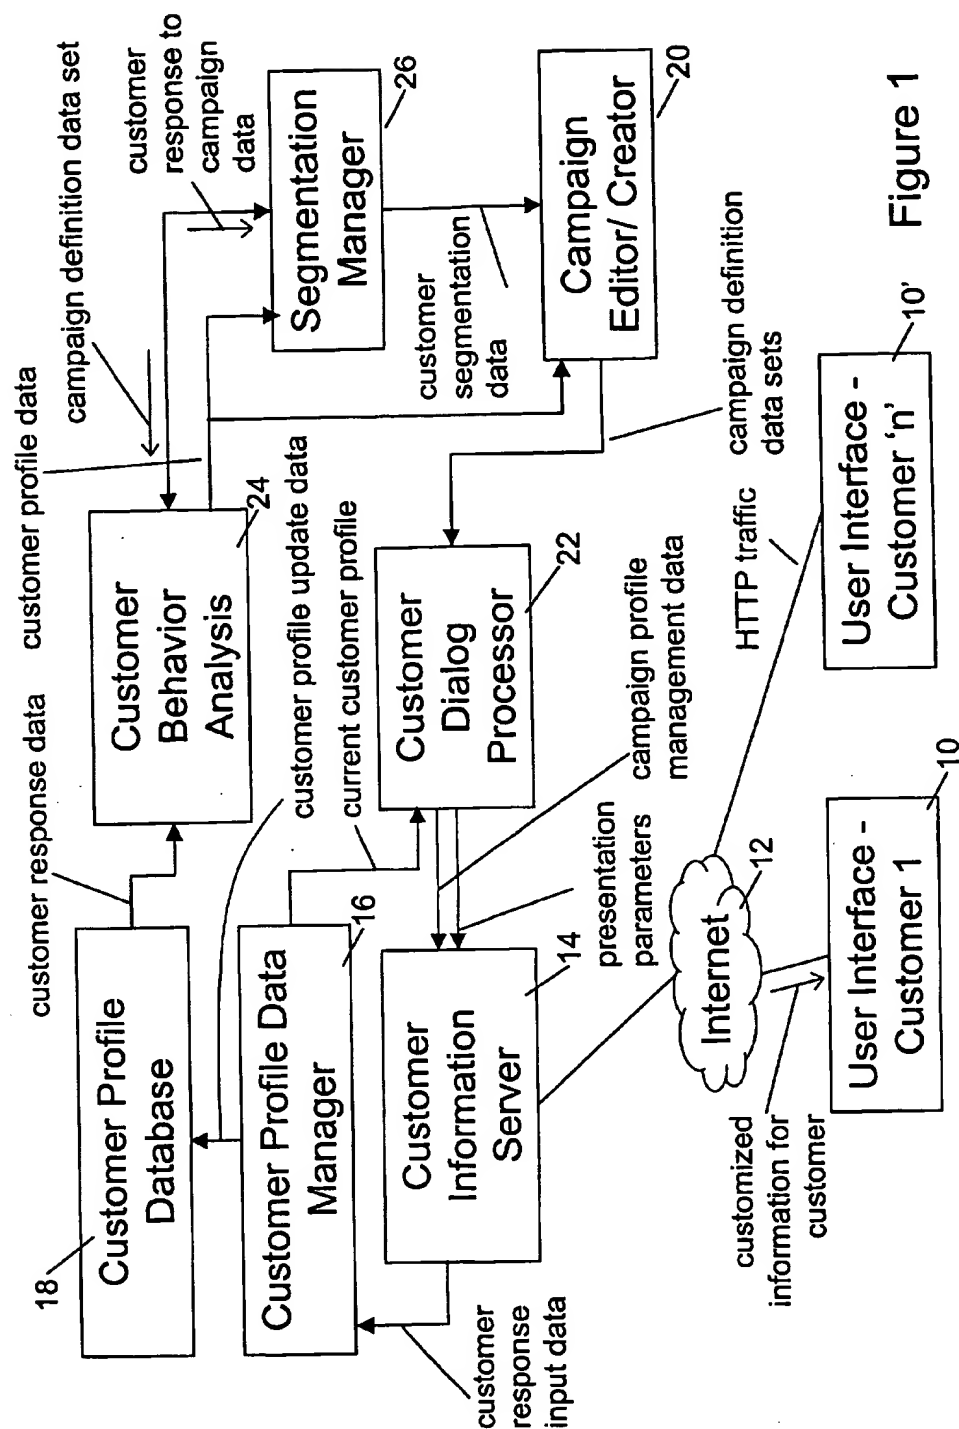 customer response data
customer profile data
campaign definition data set
customer
response to
campaign
data
18
Customer Profile
Database
Customer
Behavior
Analysis
24
Segmentation
Manager
26
customer profile update data
current customer profile
Customer Profile Data
Manager
16
customer
segmentation
data
Customer
Dialog
Processor
22
Campaign
Editor/ Creator
20
customer
response
input data
Customer
Information
Server
14
presentation
parameters
campaign profile
management data
campaign definition
data sets
HTTP traffic
Internet
12
customized
information for
customer
User Interface -
Customer 1
10
User Interface -
Customer ‘n’
10'
Figure 1